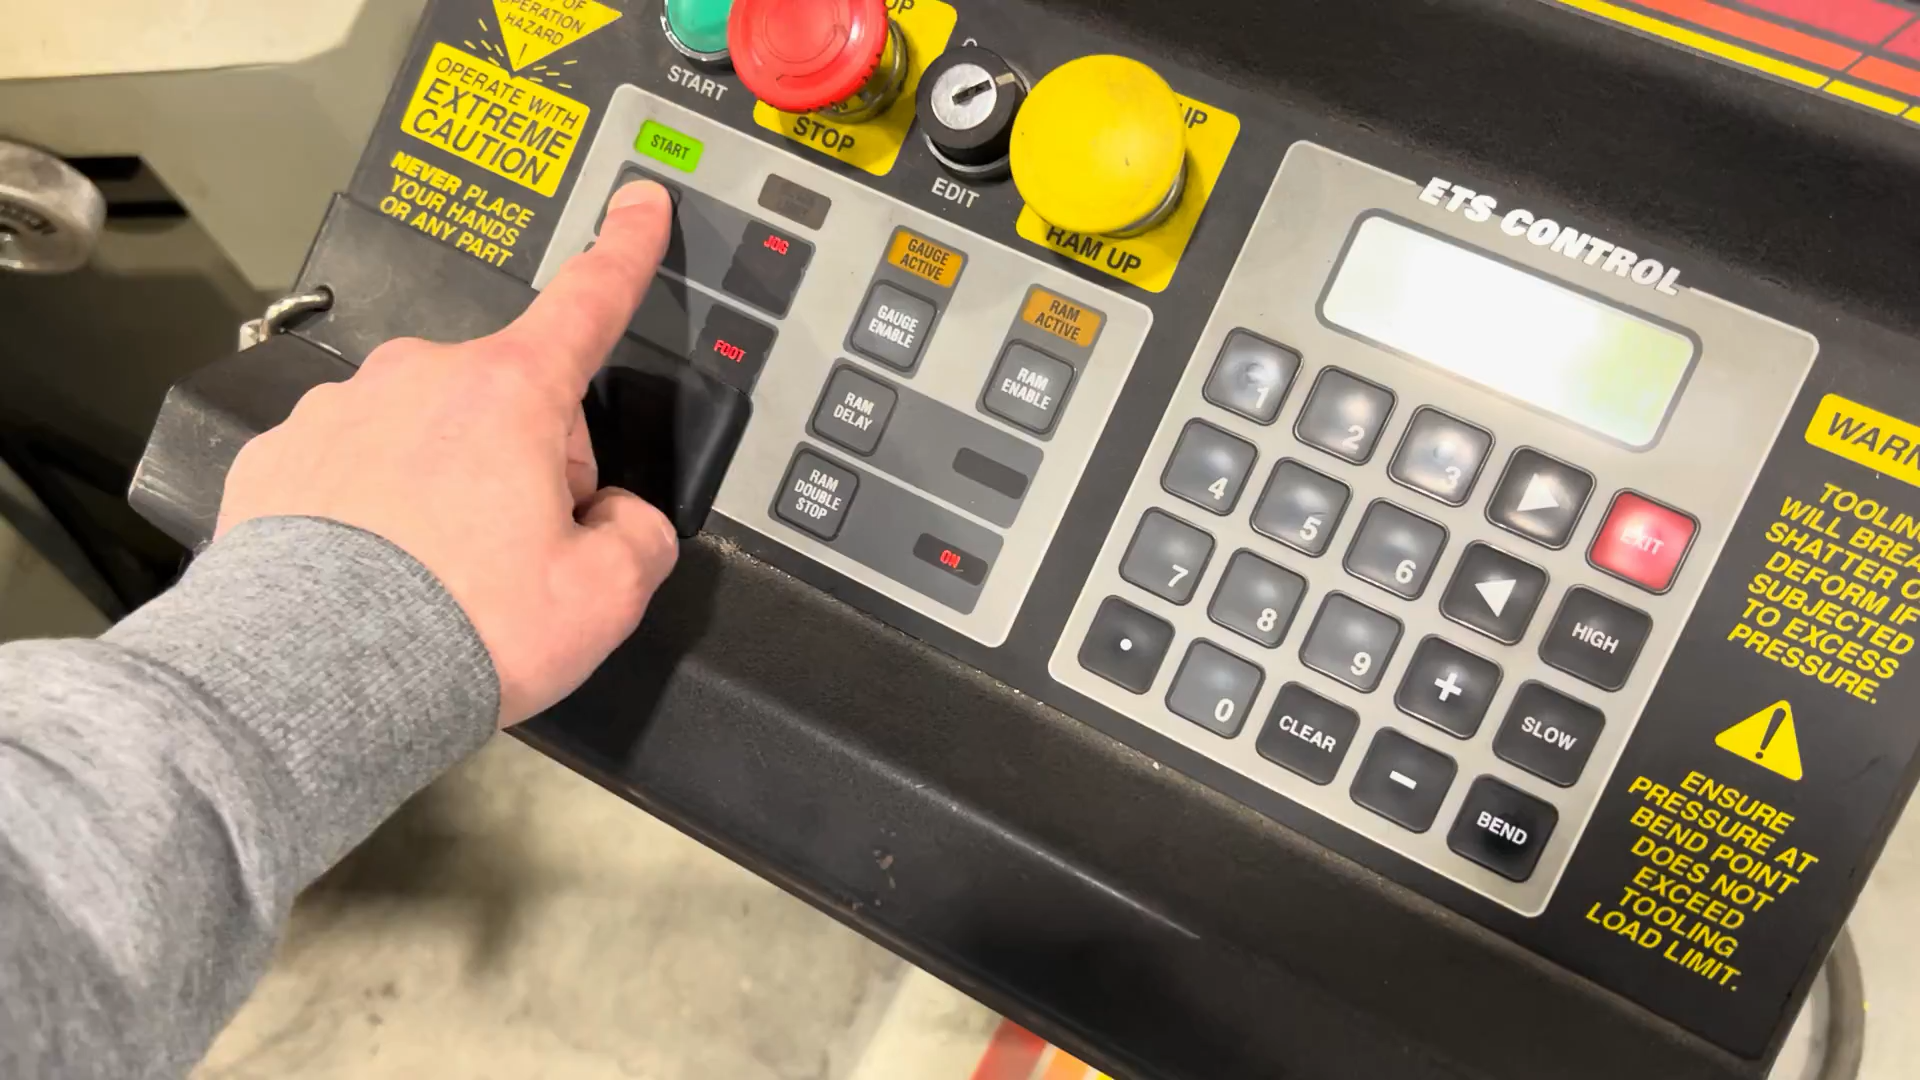 OPERATION
HAZARD
!
OPERATE WITH
EXTREME
CAUTION
NEVER PLACE
YOUR HANDS
OR ANY PART
START
STOP
EDIT
UP
RAM UP
START
JOG
FOOT
GAUGE
ACTIVE
GAUGE
ENABLE
RAM
ACTIVE
RAM
ENABLE
RAM
DELAY
RAM
DOUBLE
STOP
ON
ETS CONTROL
1
2
3
EXIT
4
5
6
HIGH
7
8
9
+
SLOW
.
0
CLEAR
-
BEND
TOOLING
WILL BREAK
SHATTER
DEFORM IF
SUBJECTED
TO EXCESS
PRESSURE.
!
ENSURE
PRESSURE AT
BEND POINT
DOES NOT
EXCEED
TOOLING
LOAD LIMIT.